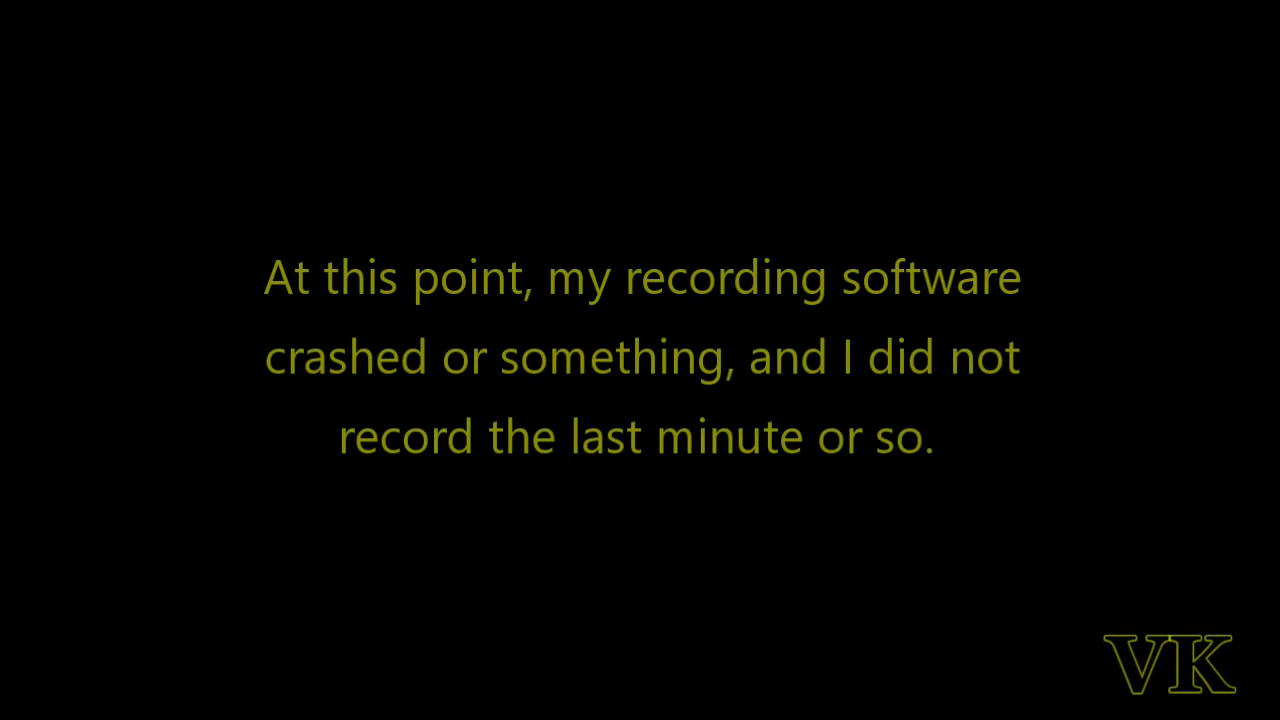 At this point, my recording software
crashed or something, and I did not
record the last minute or so.
VK